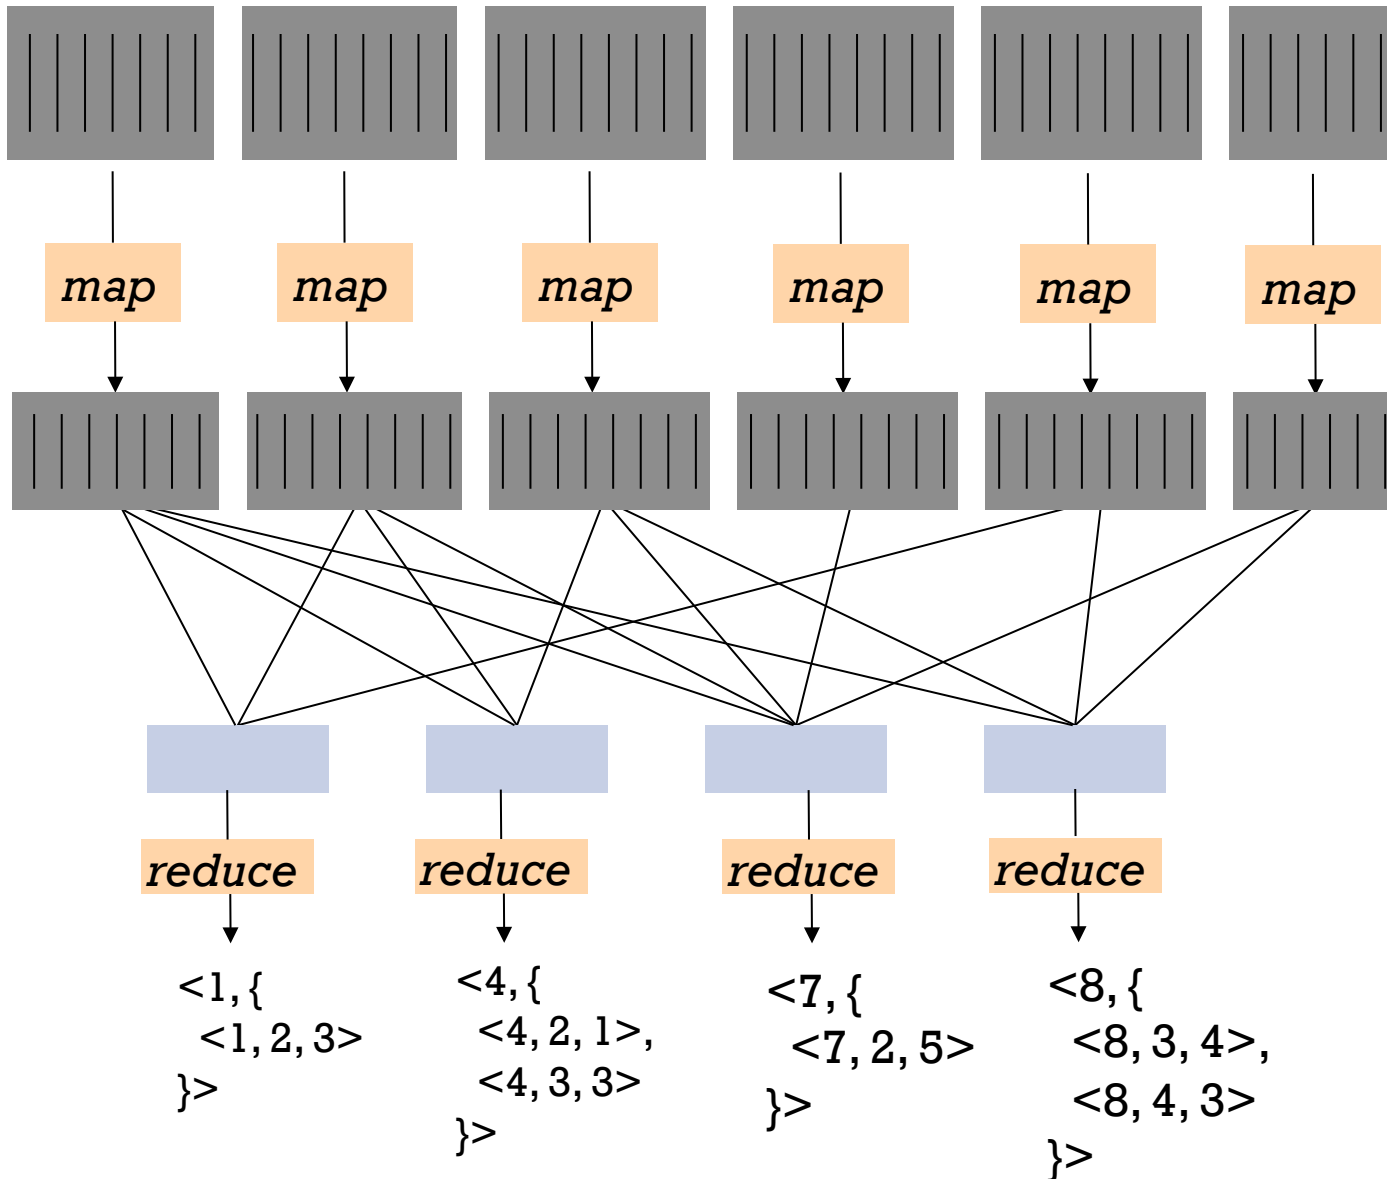 map map map map map map
reduce reduce reduce reduce
<1, {
<1, 2, 3>
}>
<4, {
<4, 2, 1>,
<4, 3, 3>
}>
<7, {
<7, 2, 5>
}>
<8, {
<8, 3, 4>,
<8, 4, 3>
}>